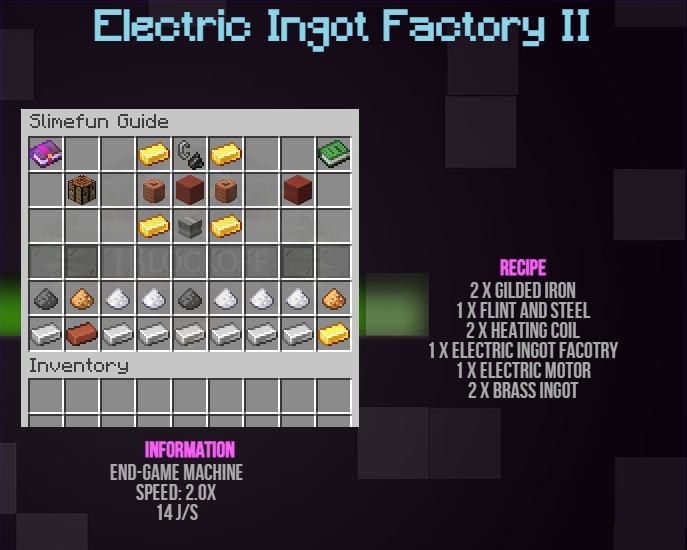 Electric Ingot Factory II
Slimefun Guide
BLOCKOFF
Inventory
RECIPE
2 X GILDED IRON
1 X FLINT AND STEEL
2 X HEATING COIL
1 X ELECTRIC INGOT FACOTRY
1 X ELECTRIC MOTOR
2 X BRASS INGOT
INFORMATION
END-GAME MACHINE
SPEED: 2.0X
14 J/S